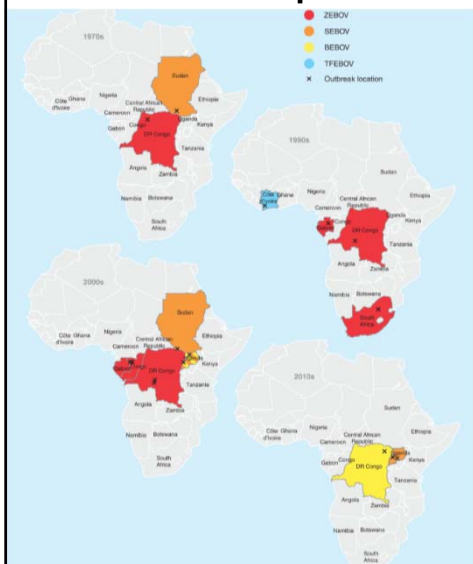 ZEBOV
SEBOV
BEBOV
TFEBOV
Outbreak location
1970s
Sudan
Nigeria
Côte Ghana
d'Ivoire
Ethiopia
Central African
Republic
Cameroon
Uganda
Gabon
Congo
Kenya
DR Congo
Tanzania
Angola
Zambia
Namibia Botswana
South
Africa
1990s
Sudan
Côte Ghana
d'Ivoire
Nigeria
Ethiopia
Central African
Republic
Cameroon
Uganda
Congo
Kenya
Gabon
DR Congo
Tanzania
Angola
Zambia
Namibia Botswana
South
Africa
2000s
Sudan
Nigeria
Côte Ghana
d'Ivoire
Ethiopia
Central African
Republic
Cameroon
Kenya
Gabon
Congo
DR Congo
Tanzania
Angola
Zambia
Namibia Botswana
South
Africa
2010s
Sudan
Côte Ghana
d'Ivoire
Nigeria
Ethiopia
Central African
Republic
Cameroon
Uganda
Kenya
Gabon
Congo
DR Congo
Tanzania
Angola
Zambia
Namibia Botswana
South
Africa